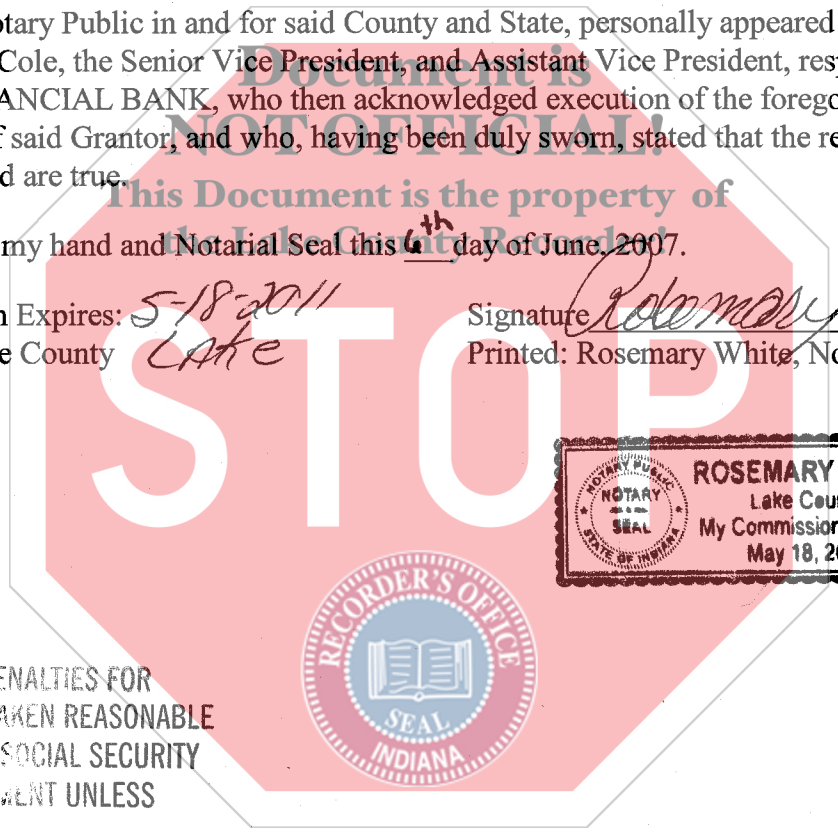 tary Public in and for said County and State, personally appeared
Cole, the Senior Vice President, and Assistant Vice President, res
ANCIAL BANK, who then acknowledged execution of the forego
f said Grantor, and who, having been duly sworn, stated that the re
d are true.
Document is
NOT OFFICIAL!
This Document is the property of
the Lake County Recorder!
my hand and Notarial Seal this 6th day of June, 2007.
n Expires: 5-18-2011
Signature Rosemary
e County Lake
Printed: Rosemary White, No
STOP
NOTARY PUBLIC
NOTARY
SEAL
STATE OF INDIANA
ROSEMARY
Lake Cou
My Commission
May 18, 2
RECORDER'S OFFICE
SEAL
INDIANA
ENALTIES FOR
AKEN REASONABLE
SOCIAL SECURITY
MENT UNLESS